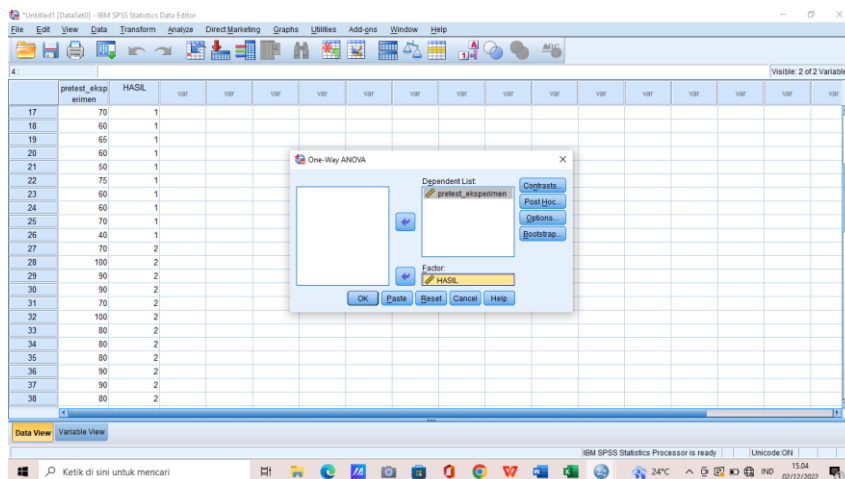 *Untitled1 [DataSet0] - IBM SPSS Statistics Data Editor
File Edit View Data Transform Analyze Direct Marketing Graphs Utilities Add-ons Window Help
4 :
Visible: 2 of 2 Variable
pretest_eksperimen HASIL var var var var var var var var var var var var var var
17 70 1
18 60 1
19 65 1
20 60 1
21 50 1
22 75 1
23 60 1
24 60 1
25 70 1
26 40 1
27 70 2
28 100 2
29 90 2
30 90 2
31 70 2
32 100 2
33 80 2
34 80 2
35 80 2
36 90 2
37 90 2
38 80 2
One-Way ANOVA
Dependent List:
pretest_eksperimen
Contrasts...
Post Hoc...
Options...
Bootstrap...
Factor:
HASIL
OK Paste Reset Cancel Help
Data View Variable View
IBM SPSS Statistics Processor is ready Unicode:ON
Ketik di sini untuk mencari
24°C IND 15.04
02/12/2022